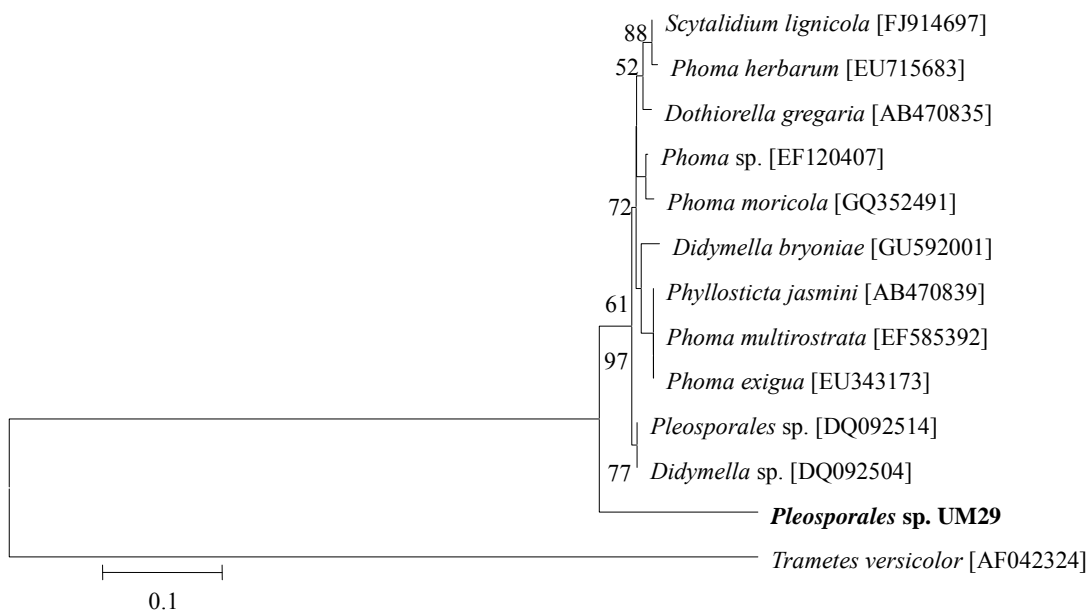 Scytalidium lignicola [FJ914697]
88
Phoma herbarum [EU715683]
52
Dothiorella gregaria [AB470835]
Phoma sp. [EF120407]
Phoma moricola [GQ352491]
72
Didymella bryoniae [GU592001]
Phyllosticta jasmini [AB470839]
61
Phoma multirostrata [EF585392]
97
Phoma exigua [EU343173]
Pleosporales sp. [DQ092514]
Didymella sp. [DQ092504]
77
Pleosporales sp. UM29
Trametes versicolor [AF042324]
0.1